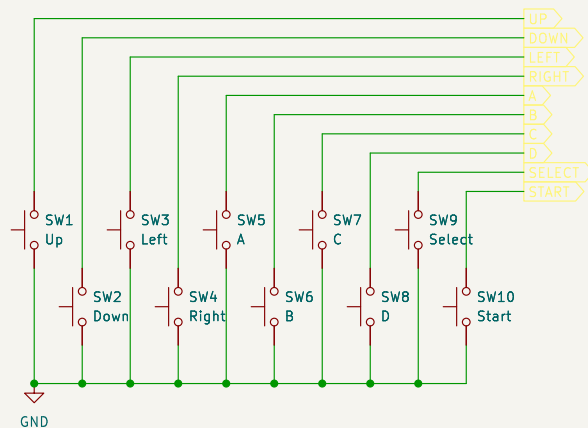 UP
DOWN
LEFT
RIGHT
A
B
C
D
SELECT
START
SW1
Up
SW3
Left
SW5
A
SW7
C
SW9
Select
SW2
Down
SW4
Right
SW6
B
SW8
D
SW10
Start
GND